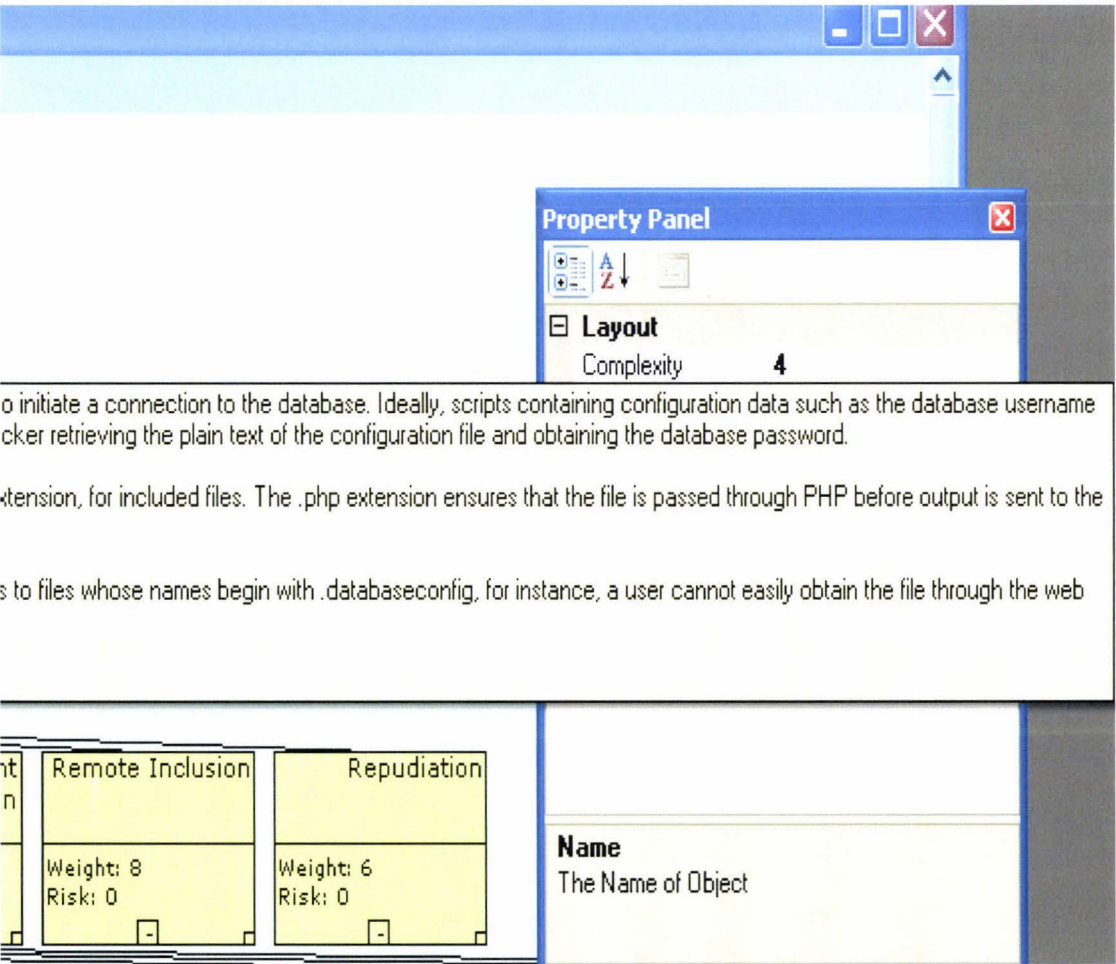 Property Panel
A
Z
Layout
Complexity 4
o initiate a connection to the database. Ideally, scripts containing configuration data such as the database username
cker retrieving the plain text of the configuration file and obtaining the database password.
xtension, for included files. The .php extension ensures that the file is passed through PHP before output is sent to the
s to files whose names begin with .databaseconfig, for instance, a user cannot easily obtain the file through the web
nt
n
Remote Inclusion
Weight: 8
Risk: 0
Repudiation
Weight: 6
Risk: 0
Name
The Name of Object